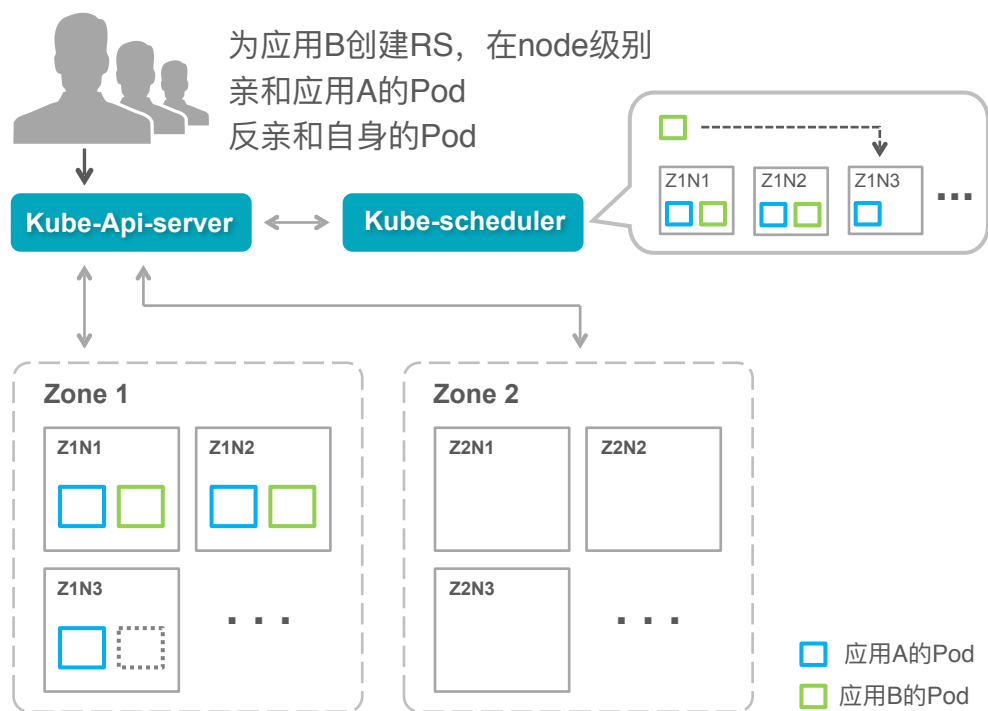 为应用B创建RS，在node级别
亲和应用A的Pod
反亲和自身的Pod
Kube-Api-server
Kube-scheduler
Z1N1
Z1N2
Z1N3
...
Zone 1
Z1N1
Z1N2
Z1N3
...
Zone 2
Z2N1
Z2N2
Z2N3
...
应用A的Pod
应用B的Pod